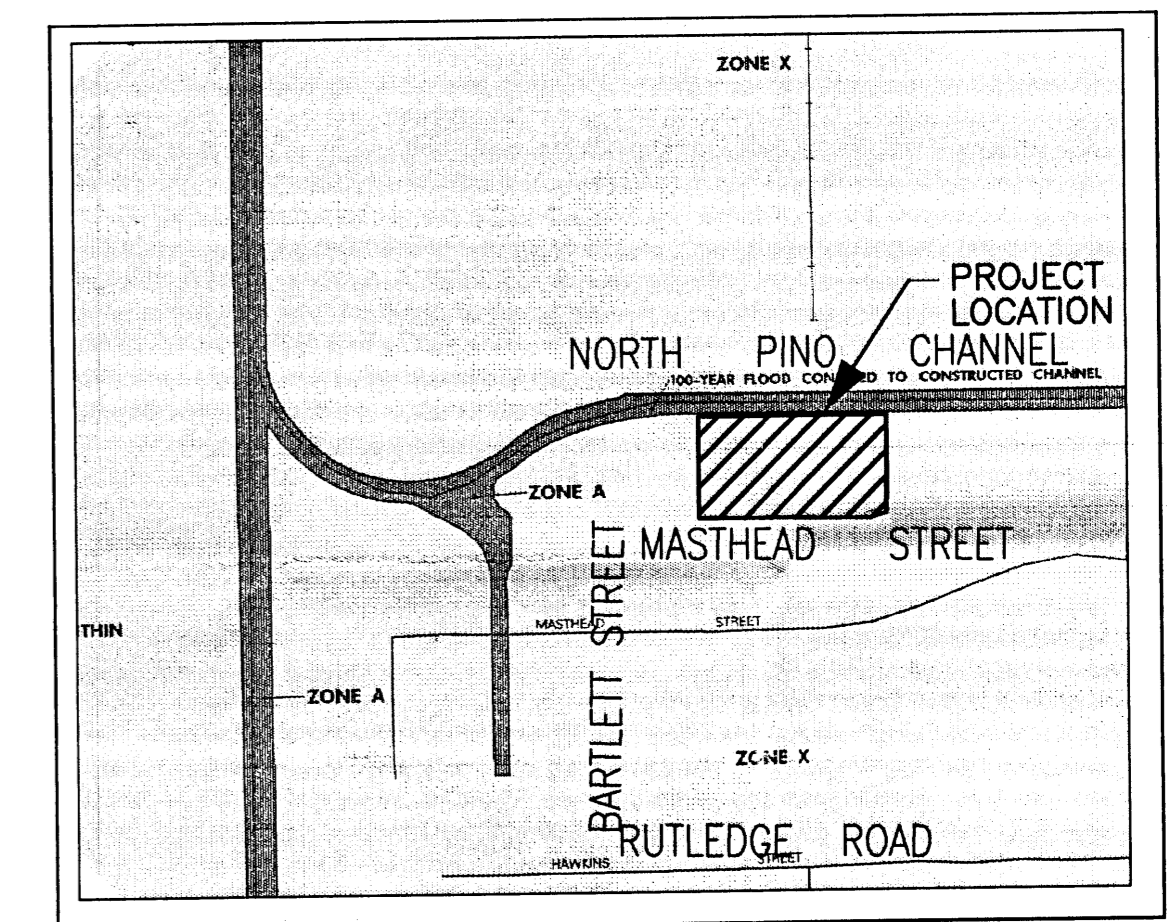 ZONE X
PROJECT
LOCATION
NORTH PINO CHANNEL
100-YEAR FLOOD TO CONSTRUCTED CHANNEL
ZONE A
MASTHEAD STREET
BARTLETT STREET
MASTHEAD STREET
THIN
ZONE A
ZONE X
RUTLEDGE ROAD
HAWKINS STREET